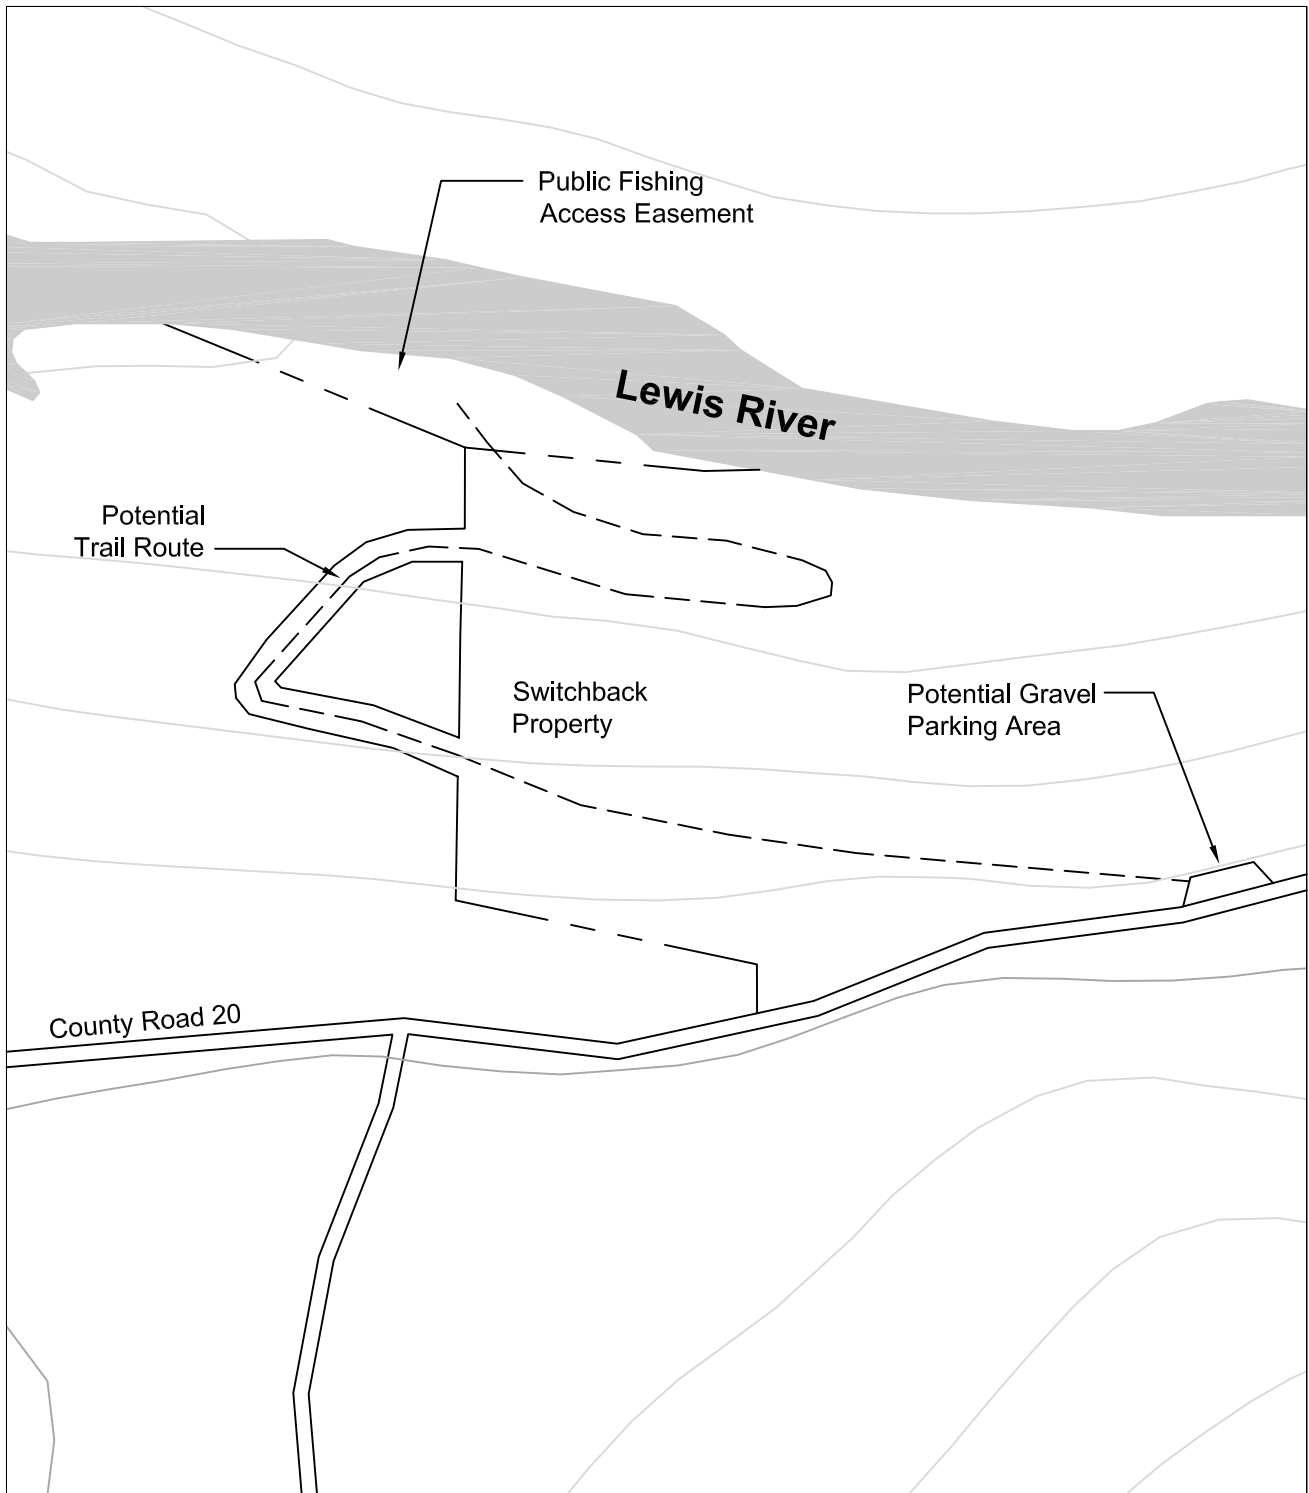 Public Fishing
Access Easement
Lewis River
Potential
Trail Route
Switchback
Property
Potential Gravel
Parking Area
County Road 20